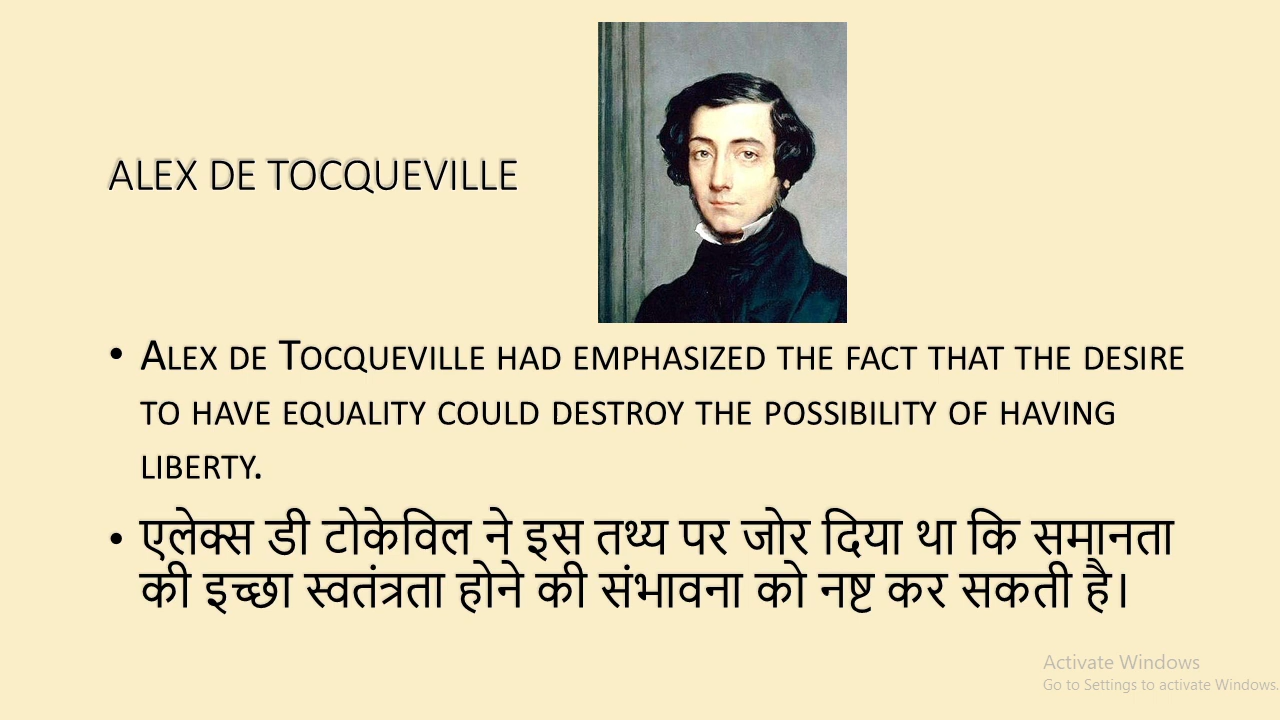 ALEX DE TOCQUEVILLE
• ALEX DE TOCQUEVILLE HAD EMPHASIZED THE FACT THAT THE DESIRE
TO HAVE EQUALITY COULD DESTROY THE POSSIBILITY OF HAVING
LIBERTY.
• एलेक्स डी टोकेविल ने इस तथ्य पर जोर दिया था कि समानता
की इच्छा स्वतंत्रता होने की संभावना को नष्ट कर सकती है।
Activate Windows
Go to Settings to activate Windows.